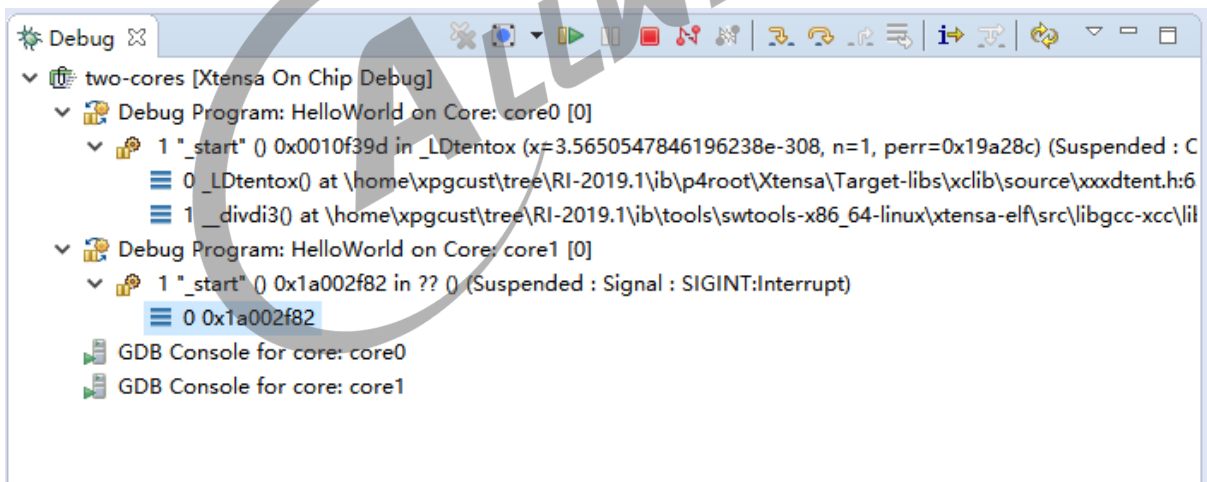 Debug
two-cores [Xtensa On Chip Debug]
Debug Program: HelloWorld on Core: core0 [0]
1 "_start" () 0x0010f39d in _LDtentox (x=3.5650547846196238e-308, n=1, perr=0x19a28c) (Suspended : C
0 _LDtentox() at \home\xpgcust\tree\RI-2019.1\ib\p4root\Xtensa\Target-libs\xclib\source\xxxdtent.h:6
1 __divdi3() at \home\xpgcust\tree\RI-2019.1\ib\tools\swtools-x86_64-linux\xtensa-elf\src\libgcc-xcc\lib
Debug Program: HelloWorld on Core: core1 [0]
1 "_start" () 0x1a002f82 in ?? () (Suspended : Signal : SIGINT:Interrupt)
0 0x1a002f82
GDB Console for core: core0
GDB Console for core: core1